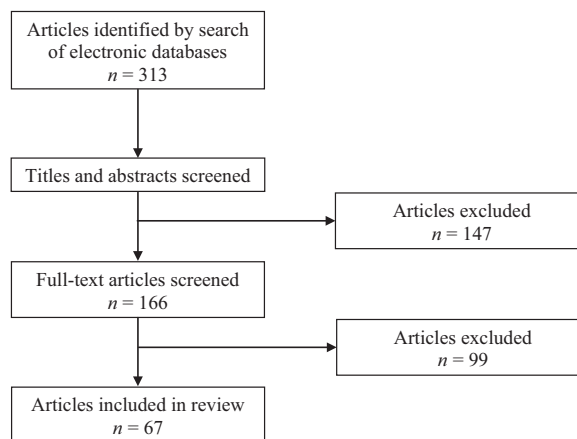 Articles identified by search
of electronic databases
n = 313
Titles and abstracts screened
Articles excluded
n = 147
Full-text articles screened
n = 166
Articles excluded
n = 99
Articles included in review
n = 67